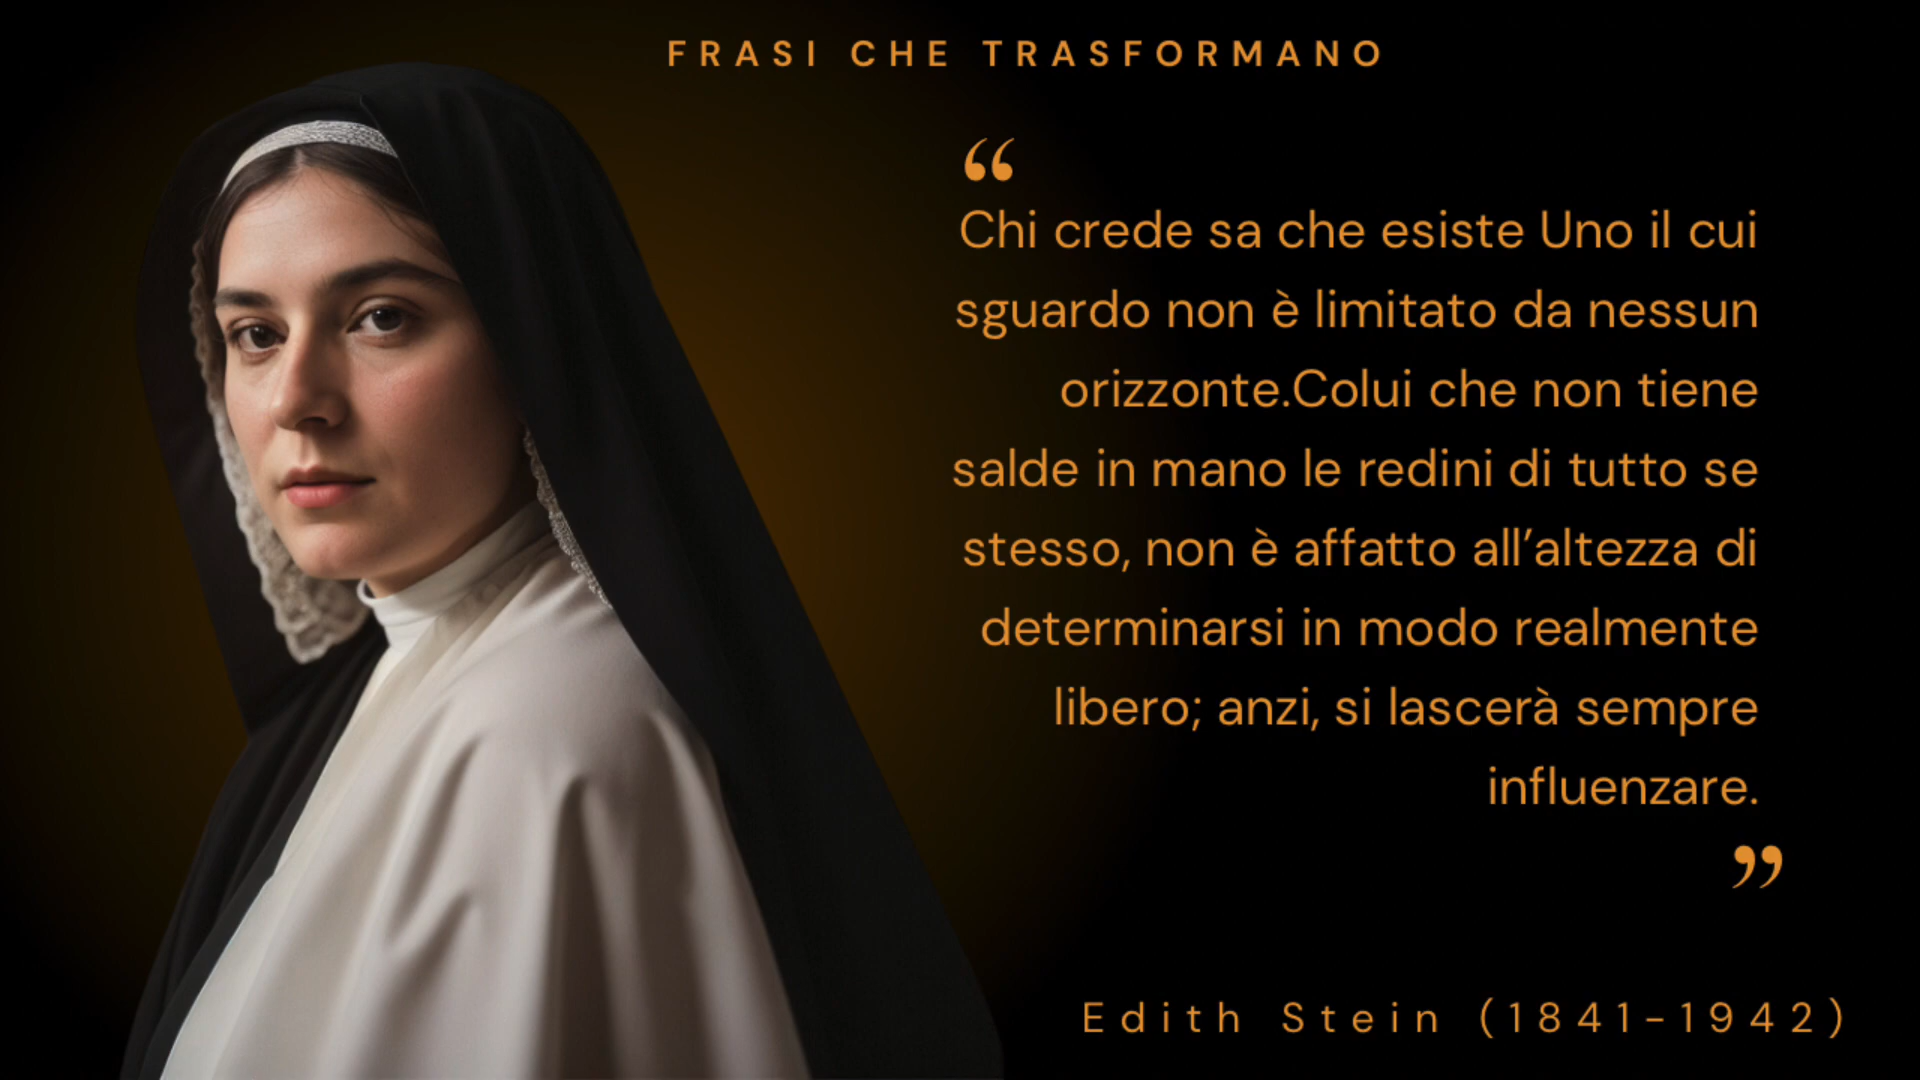 FRASI CHE TRASFORMANO
“
Chi crede sa che esiste Uno il cui
sguardo non è limitato da nessun
orizzonte.Colui che non tiene
salde in mano le redini di tutto se
stesso, non è affatto all’altezza di
determinarsi in modo realmente
libero; anzi, si lascerà sempre
influenzare.
”
Edith Stein (1841-1942)